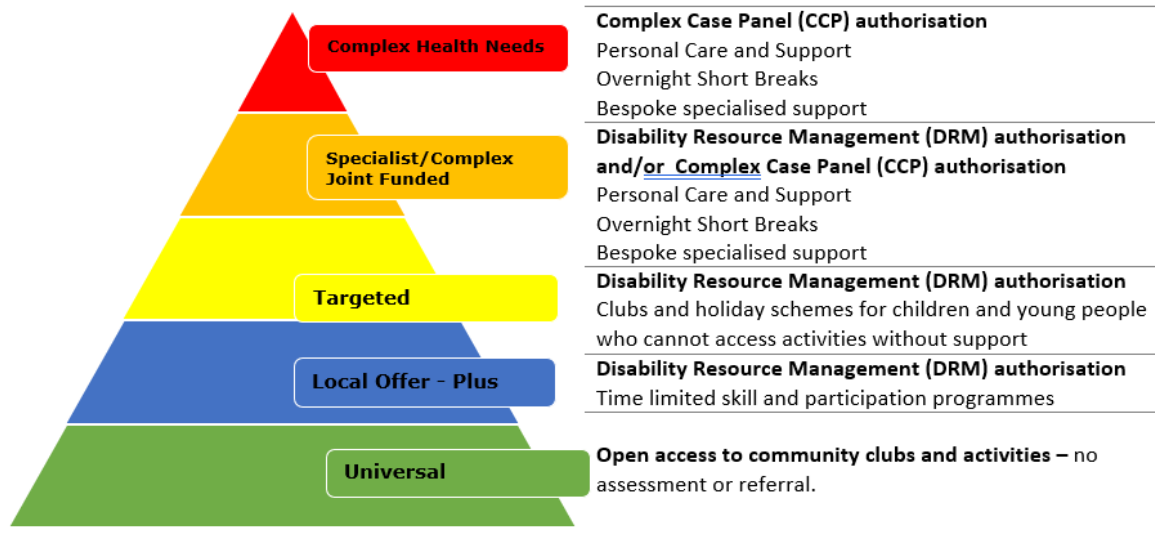 Complex Health Needs
Complex Case Panel (CCP) authorisation
Personal Care and Support
Overnight Short Breaks
Bespoke specialised support
Specialist/Complex
Joint Funded
Disability Resource Management (DRM) authorisation
and/or  Complex Case Panel (CCP) authorisation
Personal Care and Support
Overnight Short Breaks
Bespoke specialised support
Targeted
Disability Resource Management (DRM) authorisation
Clubs and holiday schemes for children and young people
who cannot access activities without support
Local Offer - Plus
Disability Resource Management (DRM) authorisation
Time limited skill and participation programmes
Universal
Open access to community clubs and activities – no
assessment or referral.